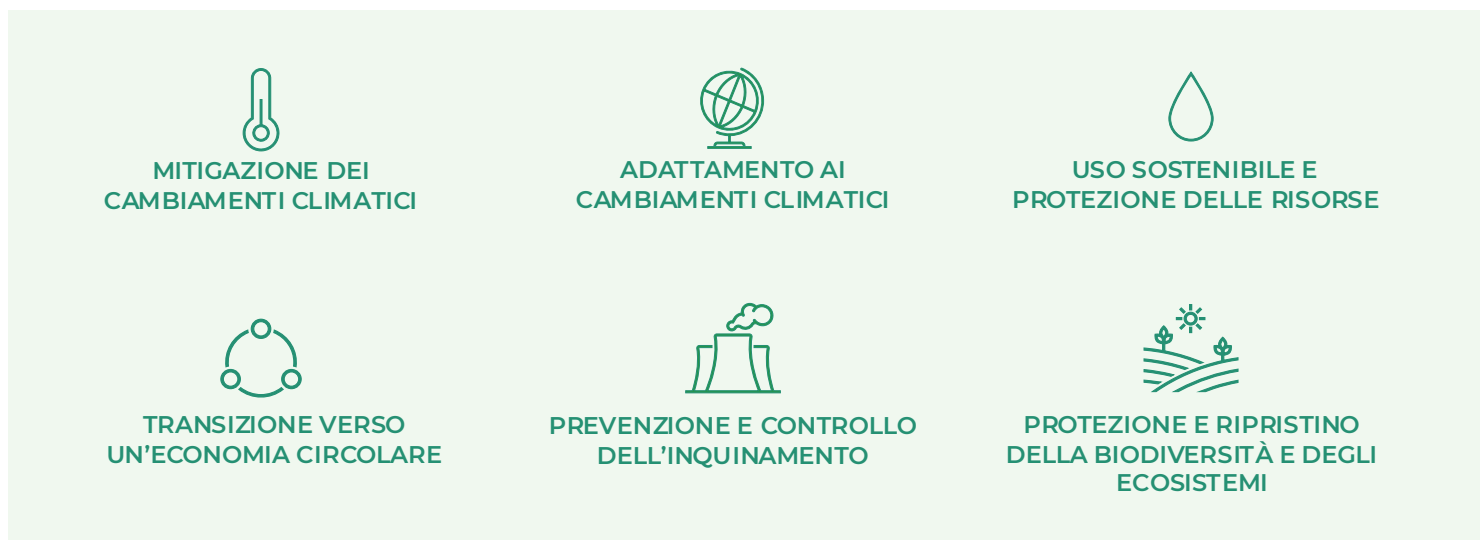 MITIGAZIONE DEI
CAMBIAMENTI CLIMATICI
ADATTAMENTO AI
CAMBIAMENTI CLIMATICI
USO SOSTENIBILE E
PROTEZIONE DELLE RISORSE
TRANSIZIONE VERSO
UN’ECONOMIA CIRCOLARE
PREVENZIONE E CONTROLLO
DELL’INQUINAMENTO
PROTEZIONE E RIPRISTINO
DELLA BIODIVERSITÀ E DEGLI
ECOSISTEMI